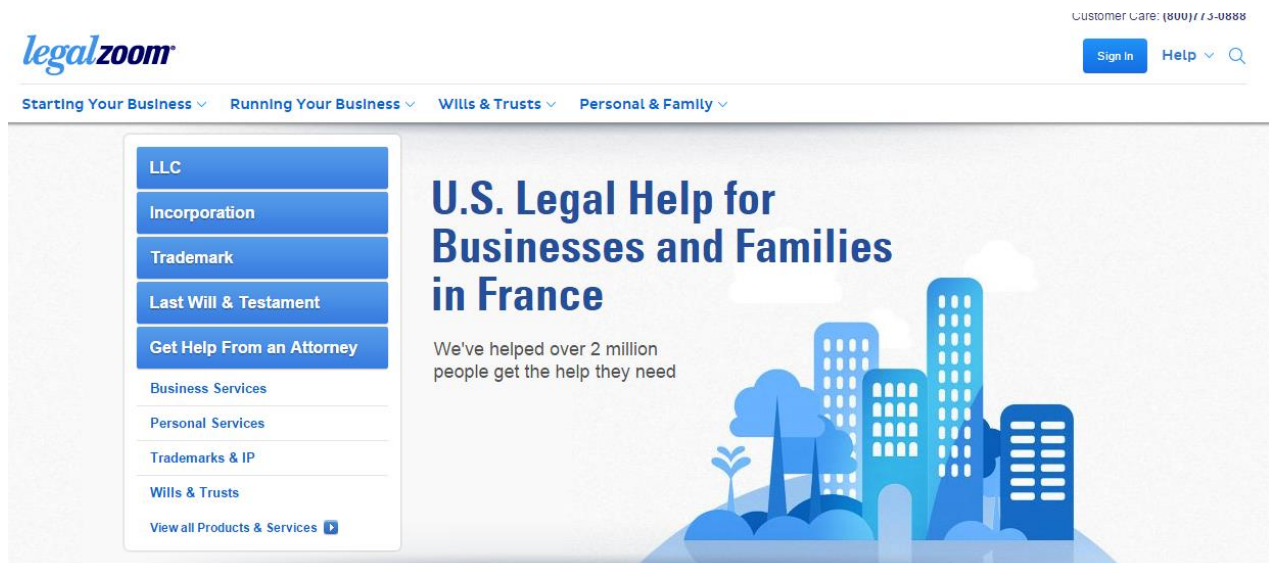 Customer Care: (800)773-0888
legalzoom
Sign In
Help
Starting Your Business
Running Your Business
Wills & Trusts
Personal & Family
LLC
Incorporation
Trademark
Last Will & Testament
Get Help From an Attorney
Business Services
Personal Services
Trademarks & IP
Wills & Trusts
View all Products & Services
U.S. Legal Help for
Businesses and Families
in France
We've helped over 2 million
people get the help they need